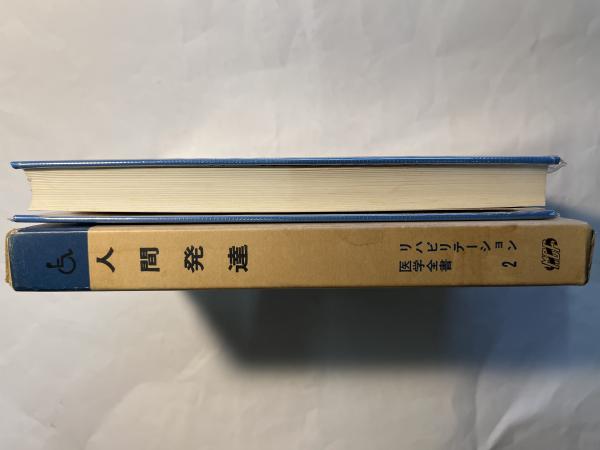 人間発達
リハビリテーション
医学全書 2